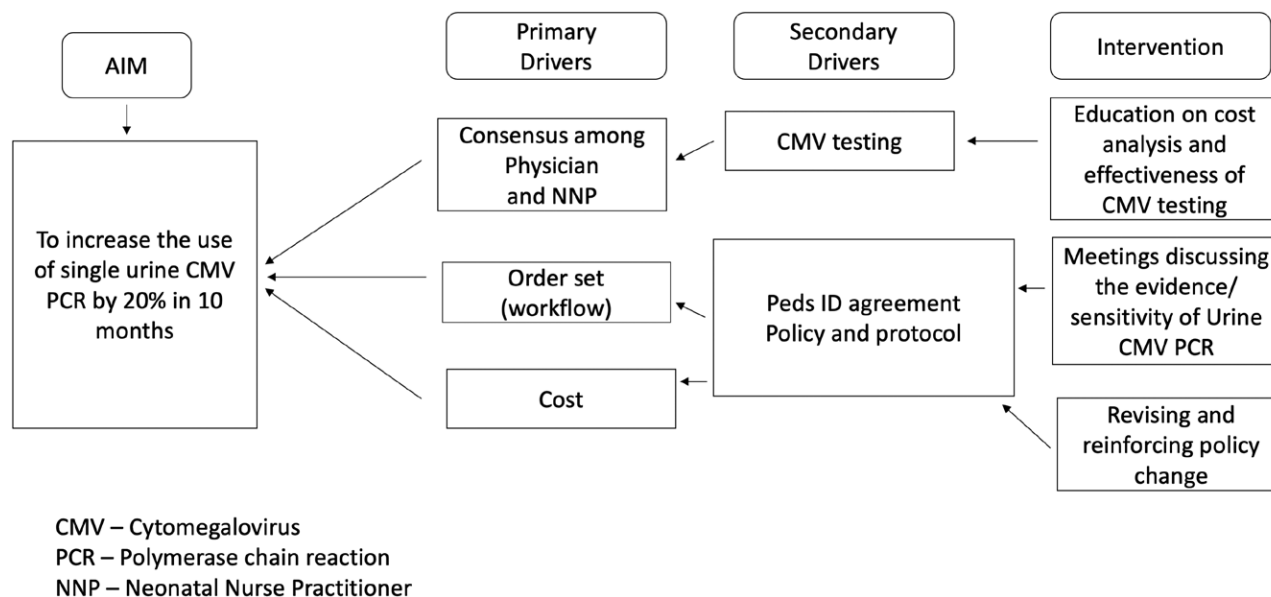 AIM
To increase the use
of single urine CMV
PCR by 20% in 10
months
Primary
Drivers
Consensus among
Physician
and NNP
Order set
(workflow)
Cost
Secondary
Drivers
CMV testing
Peds ID agreement
Policy and protocol
Intervention
Education on cost
analysis and
effectiveness of
CMV testing
Meetings discussing
the evidence/
sensitivity of Urine
CMV PCR
Revising and
reinforcing policy
change
CMV – Cytomegalovirus
PCR – Polymerase chain reaction
NNP – Neonatal Nurse Practitioner